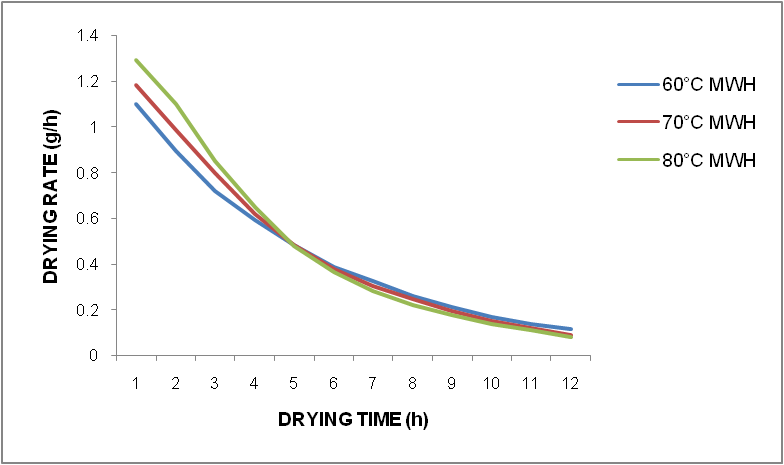 1.4
1.2
1
0.8
0.6
0.4
0.2
0
DRYING RATE (g/h)
1 2 3 4 5 6 7 8 9 10 11 12
DRYING TIME (h)
60°C MWH
70°C MWH
80°C MWH